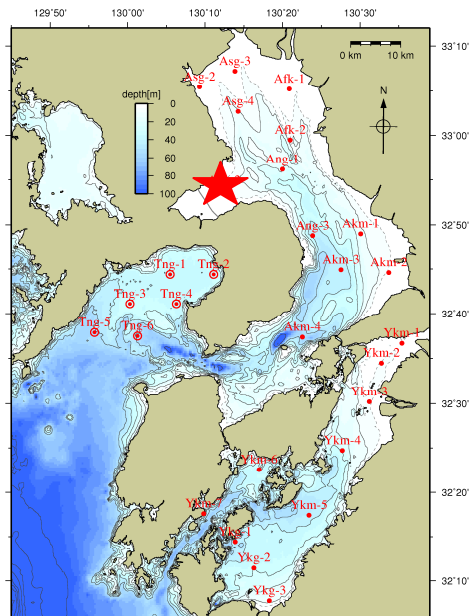 129˚50' 130˚00' 130˚10' 130˚20' 130˚30'
33˚10'
33˚00'
32˚50'
32˚40'
32˚30'
32˚20'
32˚10'
0 km 10 km
N
depth[m]
0
20
40
60
80
100
Asg-3
Asg-2
Afk-1
Asg-4
Afk-2
Ang-1
Ang-3
Akm-1
Akm-3
Akm-2
Akm-4
Tng-1
Tng-2
Tng-3
Tng-4
Tng-5
Tng-6
Ykm-1
Ykm-2
Ykm-3
Ykm-4
Ykm-6
Ykm-7
Ykm-5
Ykg-1
Ykg-2
Ykg-3